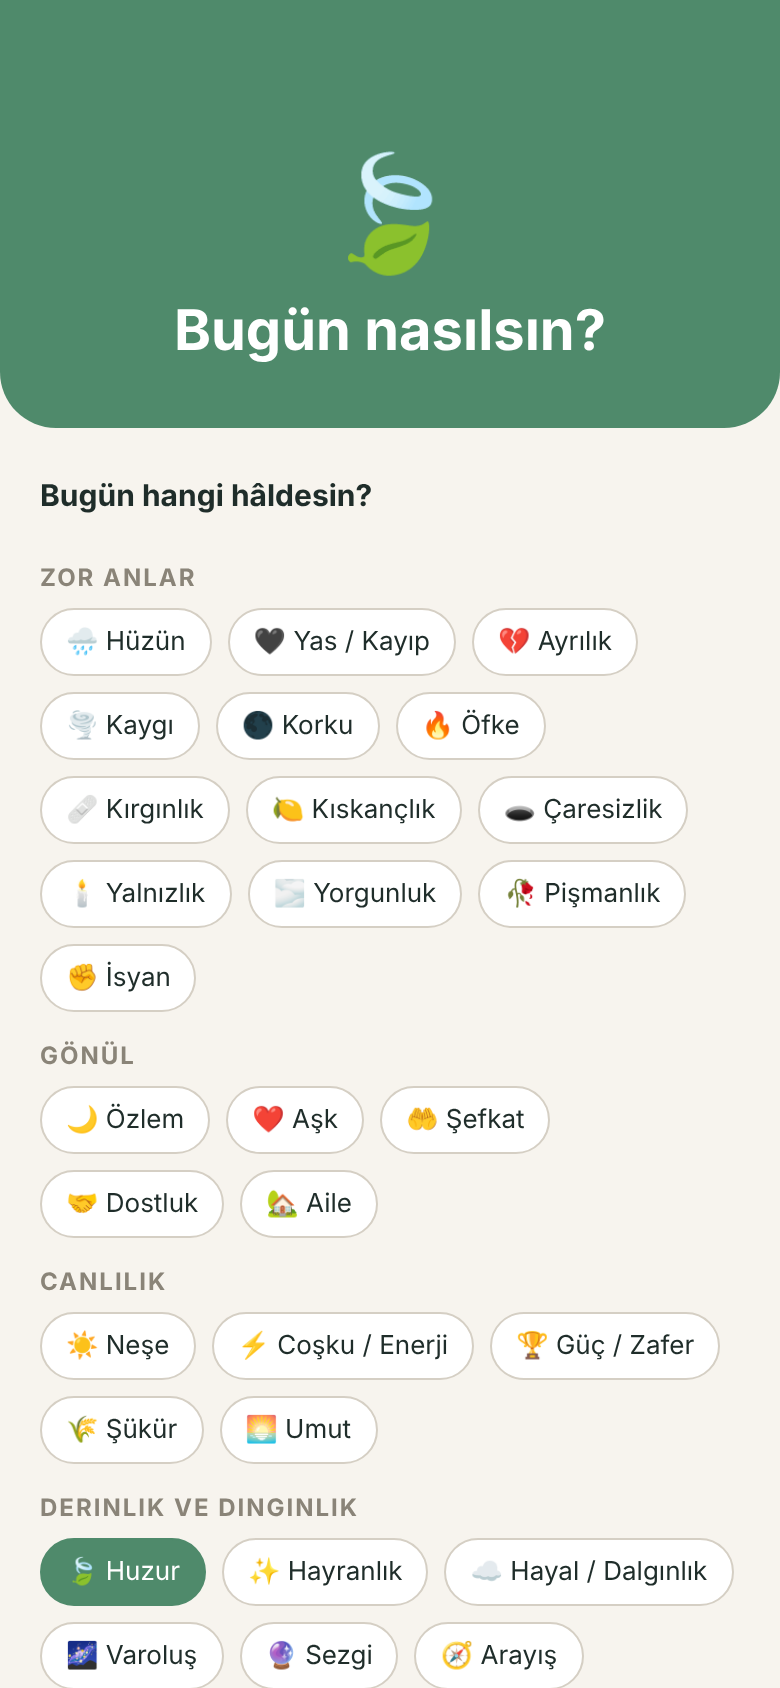 Bugün nasılsın?
Bugün hangi hâldesin?
ZOR ANLAR
🌧️ Hüzün 🖤 Yas / Kayıp 💔 Ayrılık
🌪️ Kaygı 🌑 Korku 🔥 Öfke
🩹 Kırgınlık 🍋 Kıskançlık 🕳️ Çaresizlik
🕯️ Yalnızlık 🌫️ Yorgunluk 🥀 Pişmanlık
✊ İsyan
GÖNÜL
🌙 Özlem ❤️ Aşk 🤲 Şefkat
🤝 Dostluk 🏡 Aile
CANLILIK
☀️ Neşe ⚡ Coşku / Enerji 🏆 Güç / Zafer
🌾 Şükür 🌅 Umut
DERINLIK VE DINGINLIK
🍃 Huzur ✨ Hayranlık ☁️ Hayal / Dalgınlık
🌌 Varoluş 🔮 Sezgi 🧭 Arayış